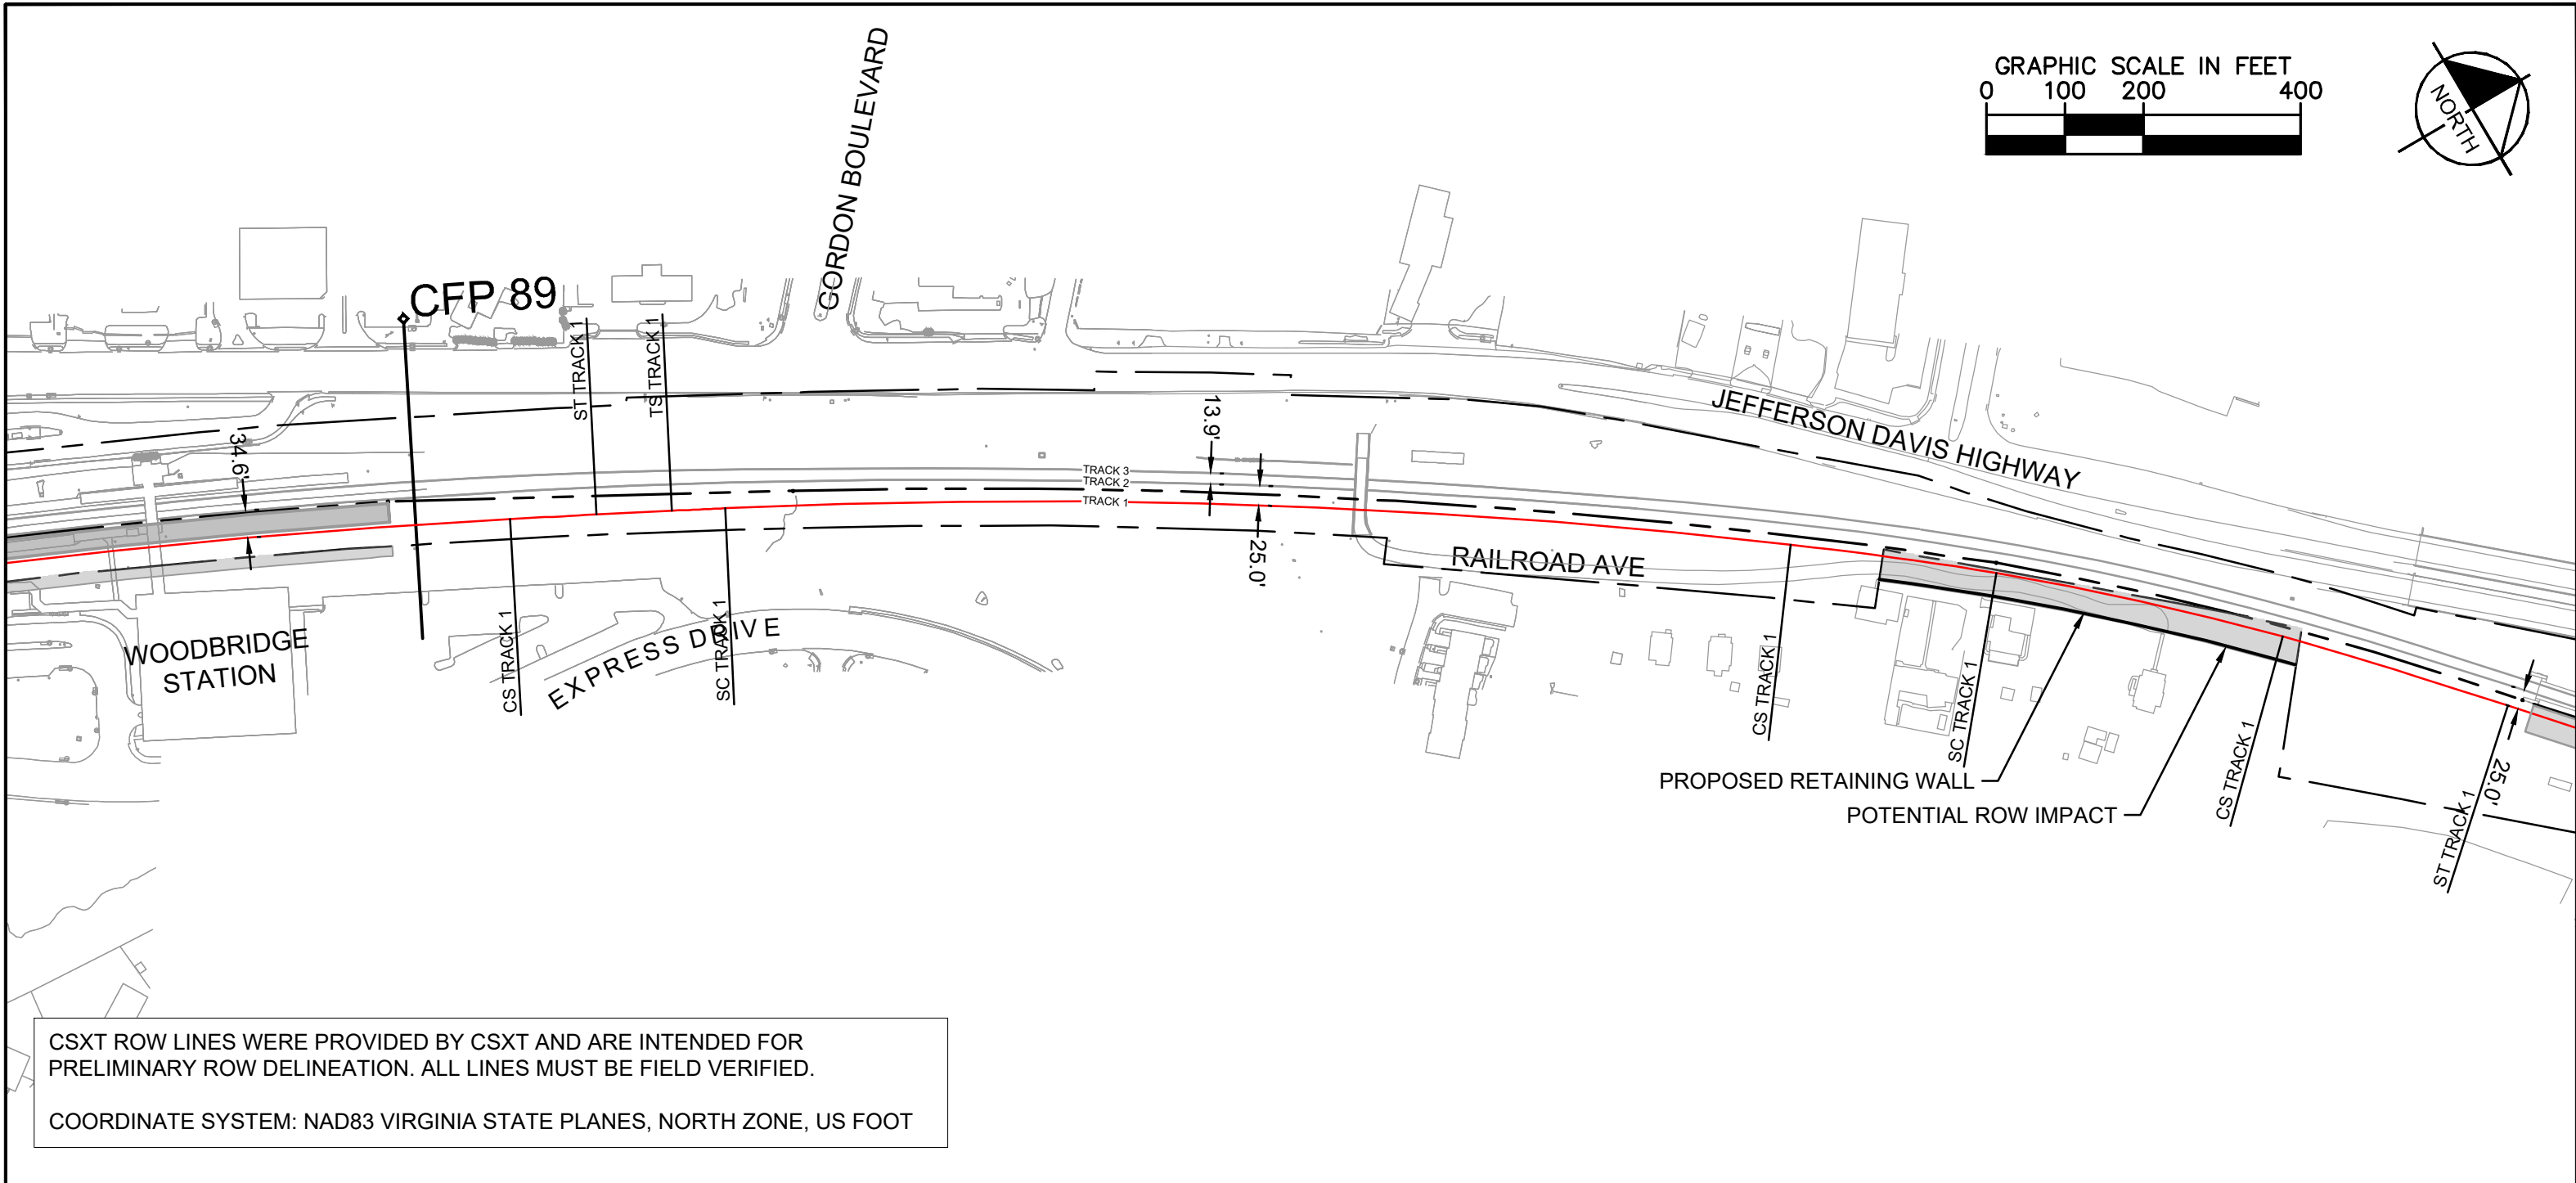 GRAPHIC SCALE IN FEET
0 100 200 400
NORTH
GORDON BOULEVARD
CFP 89
ST TRACK 1
TS TRACK 1
JEFFERSON DAVIS HIGHWAY
34.6'
13.9'
TRACK 3
TRACK 2
TRACK 1
25.0'
RAILROAD AVE
WOODBRIDGE
STATION
CS TRACK 1
EXPRESS DRIVE
SC TRACK 1
CS TRACK 1
SC TRACK 1
CS TRACK 1
ST TRACK 1
25.0'
PROPOSED RETAINING WALL
POTENTIAL ROW IMPACT
CSXT ROW LINES WERE PROVIDED BY CSXT AND ARE INTENDED FOR
PRELIMINARY ROW DELINEATION. ALL LINES MUST BE FIELD VERIFIED.
COORDINATE SYSTEM: NAD83 VIRGINIA STATE PLANES, NORTH ZONE, US FOOT